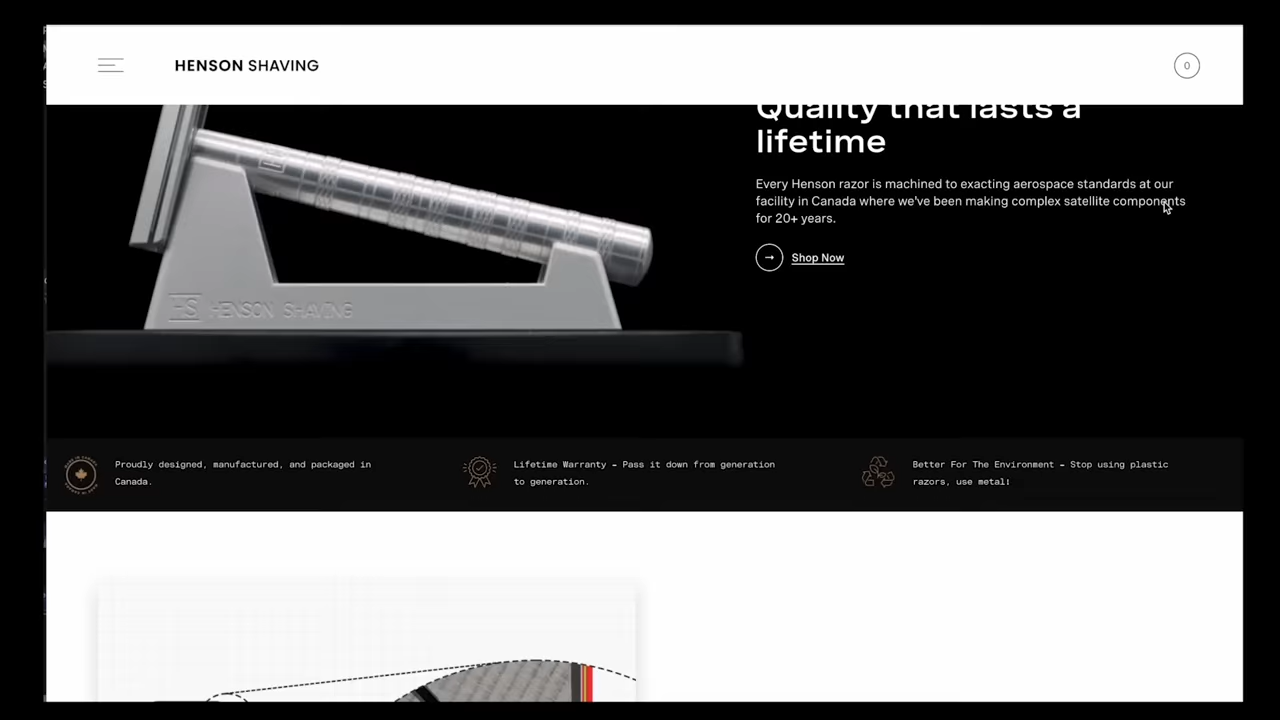 HENSON SHAVING
0
Quality that lasts a
lifetime
Every Henson razor is machined to exacting aerospace standards at our
facility in Canada where we've been making complex satellite components
for 20+ years.
Shop Now
HS HENSON SHAVING
Proudly designed, manufactured, and packaged in
Canada.
Lifetime Warranty – Pass it down from generation
to generation.
Better For The Environment – Stop using plastic
razors, use metal!